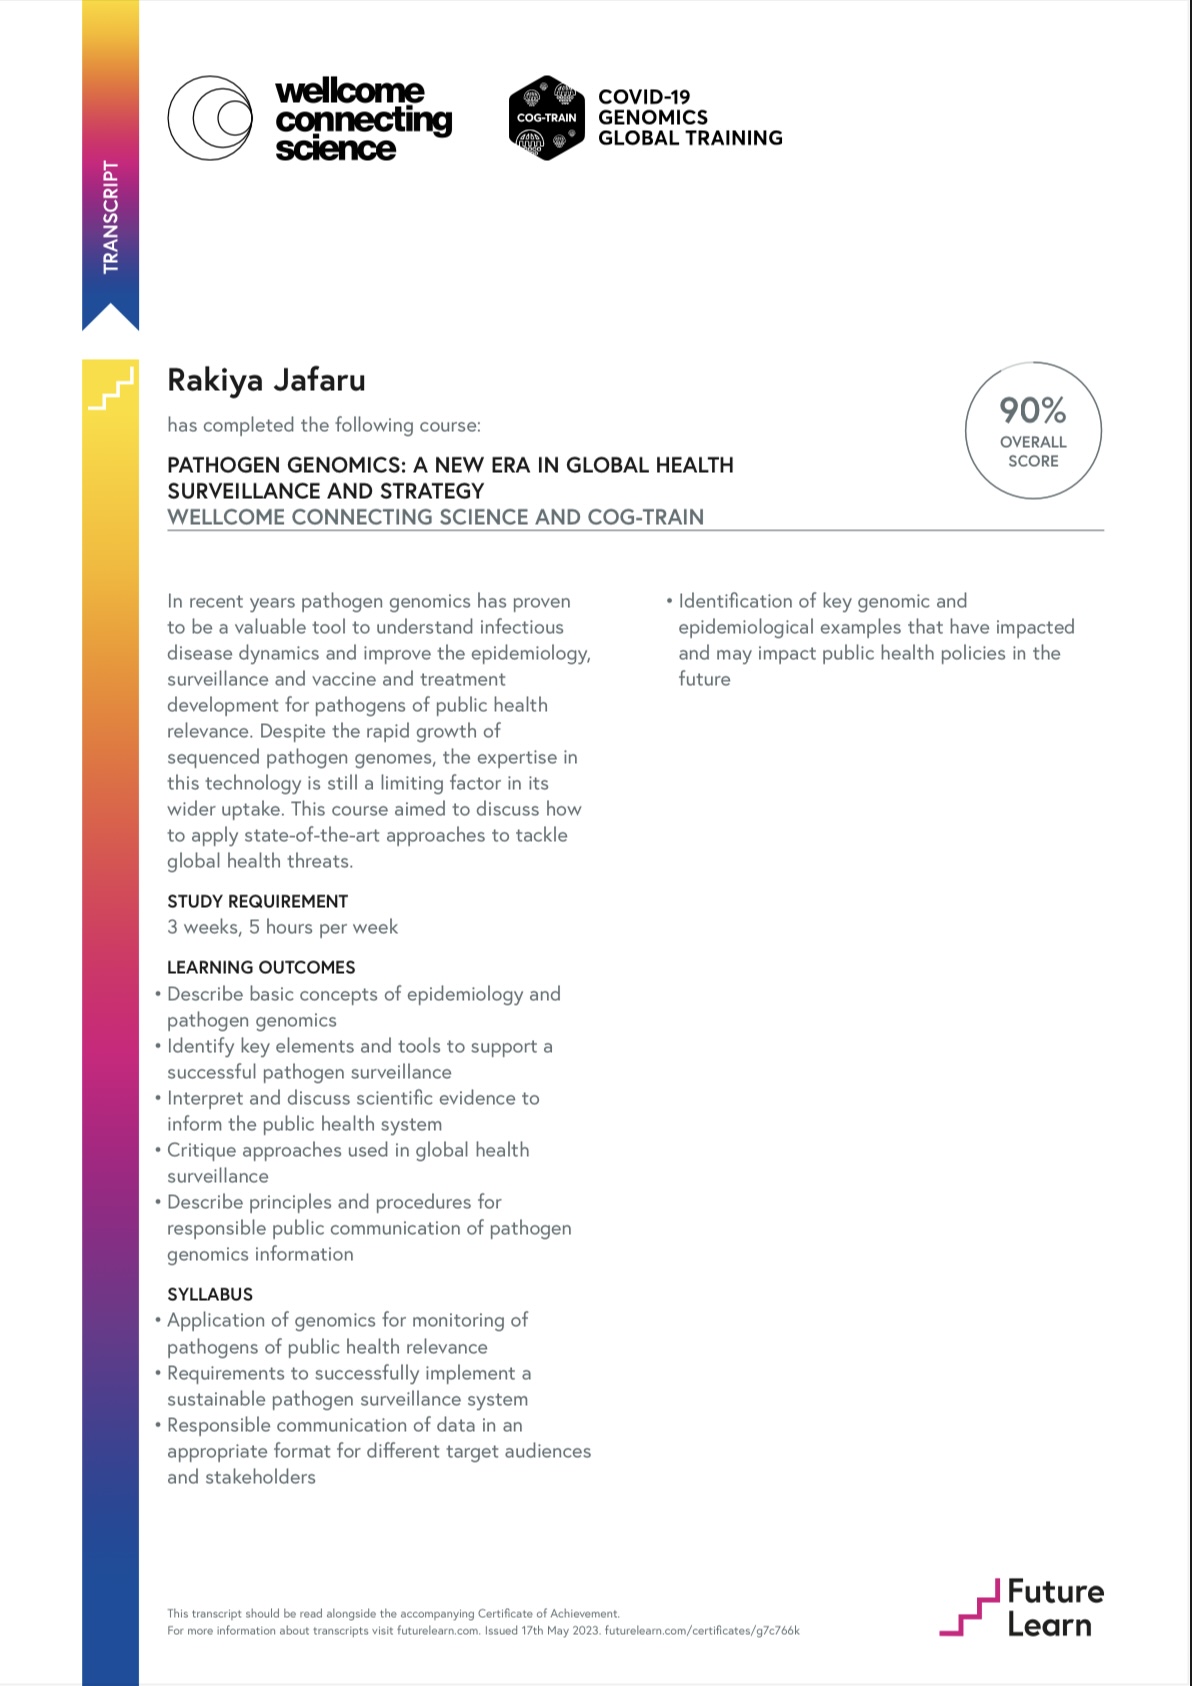 TRANSCRIPT
wellcome
connecting
science
COG-TRAIN
COVID-19
GENOMICS
GLOBAL TRAINING
Rakiya Jafaru
has completed the following course:
PATHOGEN GENOMICS: A NEW ERA IN GLOBAL HEALTH
SURVEILLANCE AND STRATEGY
WELLCOME CONNECTING SCIENCE AND COG-TRAIN
90%
OVERALL
SCORE
In recent years pathogen genomics has proven
to be a valuable tool to understand infectious
disease dynamics and improve the epidemiology,
surveillance and vaccine and treatment
development for pathogens of public health
relevance. Despite the rapid growth of
sequenced pathogen genomes, the expertise in
this technology is still a limiting factor in its
wider uptake. This course aimed to discuss how
to apply state-of-the-art approaches to tackle
global health threats.
STUDY REQUIREMENT
3 weeks, 5 hours per week
LEARNING OUTCOMES
• Describe basic concepts of epidemiology and
pathogen genomics
• Identify key elements and tools to support a
successful pathogen surveillance
• Interpret and discuss scientific evidence to
inform the public health system
• Critique approaches used in global health
surveillance
• Describe principles and procedures for
responsible public communication of pathogen
genomics information
SYLLABUS
• Application of genomics for monitoring of
pathogens of public health relevance
• Requirements to successfully implement a
sustainable pathogen surveillance system
• Responsible communication of data in an
appropriate format for different target audiences
and stakeholders
• Identification of key genomic and
epidemiological examples that have impacted
and may impact public health policies in the
future
This transcript should be read alongside the accompanying Certificate of Achievement.
For more information about transcripts visit futurelearn.com. Issued 17th May 2023. futurelearn.com/certificates/g7c766k
Future
Learn